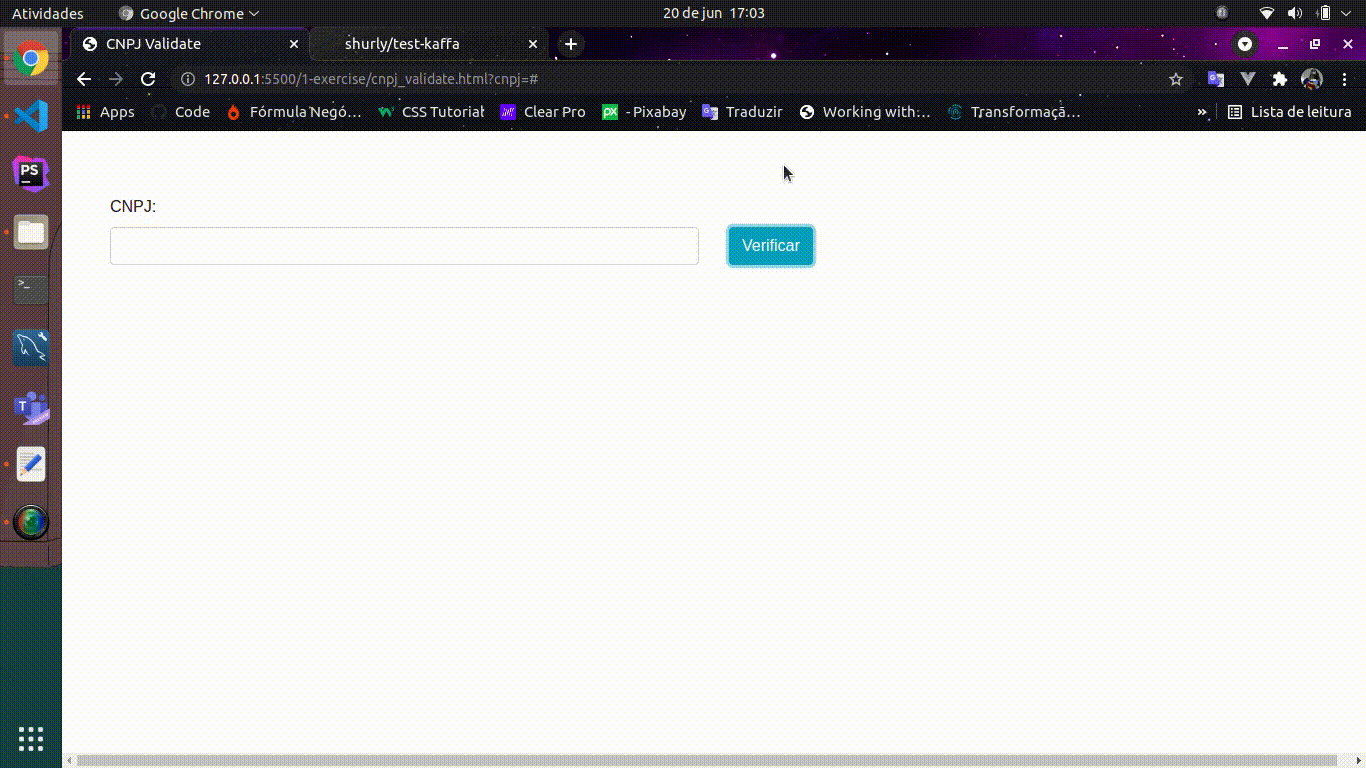 Atividades Google Chrome 20 de jun 17:03
CNPJ Validate shurly/test-kaffa
127.0.0.1:5500/1-exercise/cnpj_validate.html?cnpj=#
Apps Code Fórmula Negó... CSS Tutorial Clear Pro px - Pixabay Traduzir Working with:... Transformaçã... » Lista de leitura
PS
>_
T
CNPJ:
Verificar